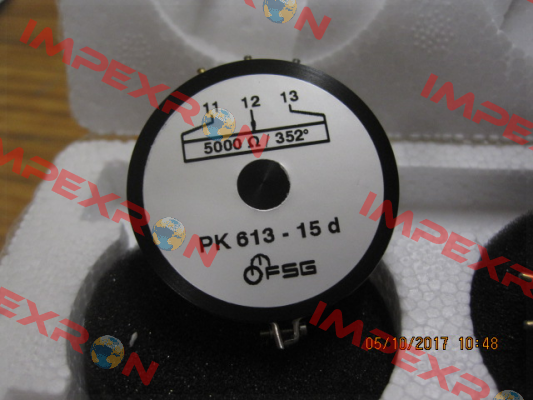 11 12 13
5000 Ω / 352°
PK 613 - 15 d
FSG
05/10/2017 10:48
IMPEXRON
IMPEXRON
IMPEXRON
IMPEXRON